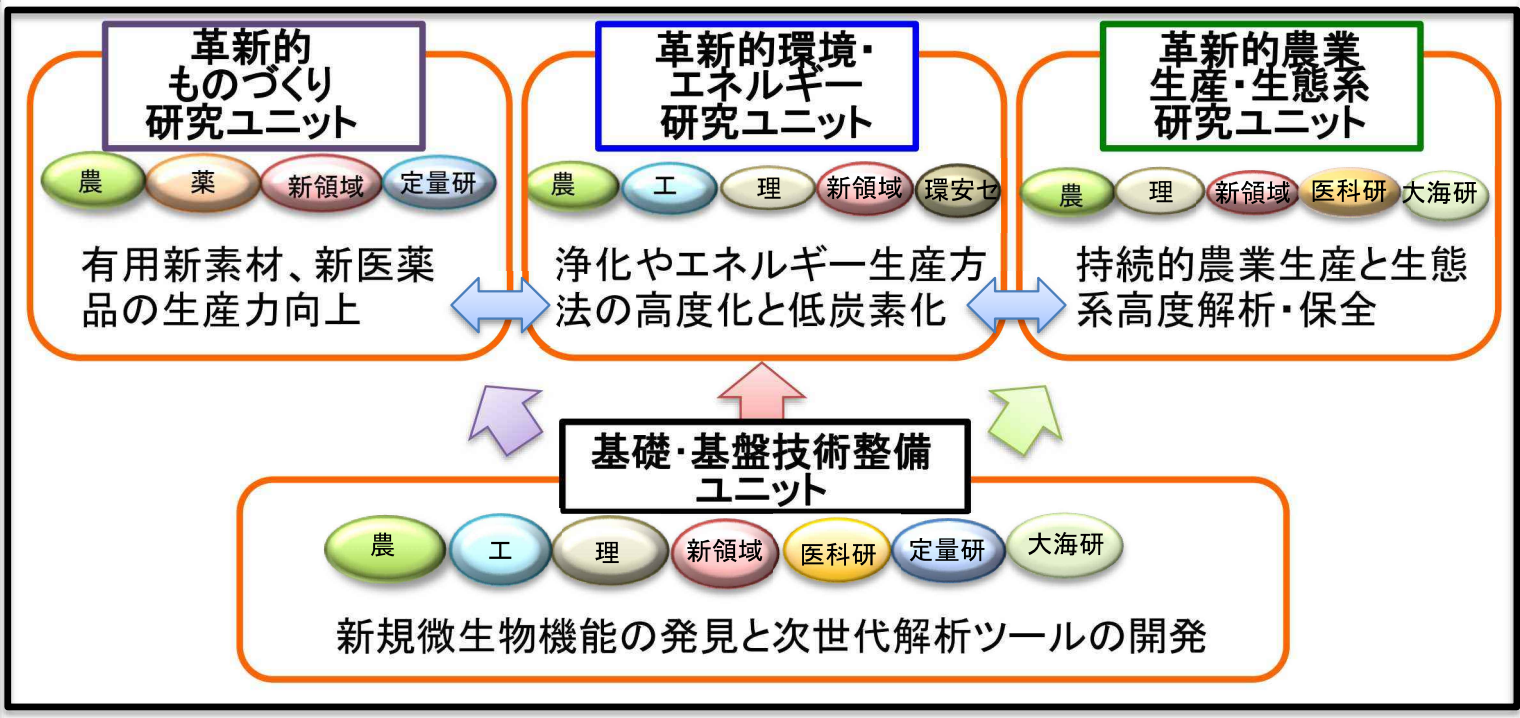 革新的
ものづくり
研究ユニット
農 薬 新領域 定量研
有用新素材、新医薬
品の生産力向上
革新的環境・
エネルギー
研究ユニット
農 工 理 新領域 環安セ
浄化やエネルギー生産方
法の高度化と低炭素化
革新的農業
生産・生態系
研究ユニット
農 理 新領域 医科研 大海研
持続的農業生産と生態
系高度解析・保全
基礎・基盤技術整備
ユニット
農 工 理 新領域 医科研 定量研 大海研
新規微生物機能の発見と次世代解析ツールの開発